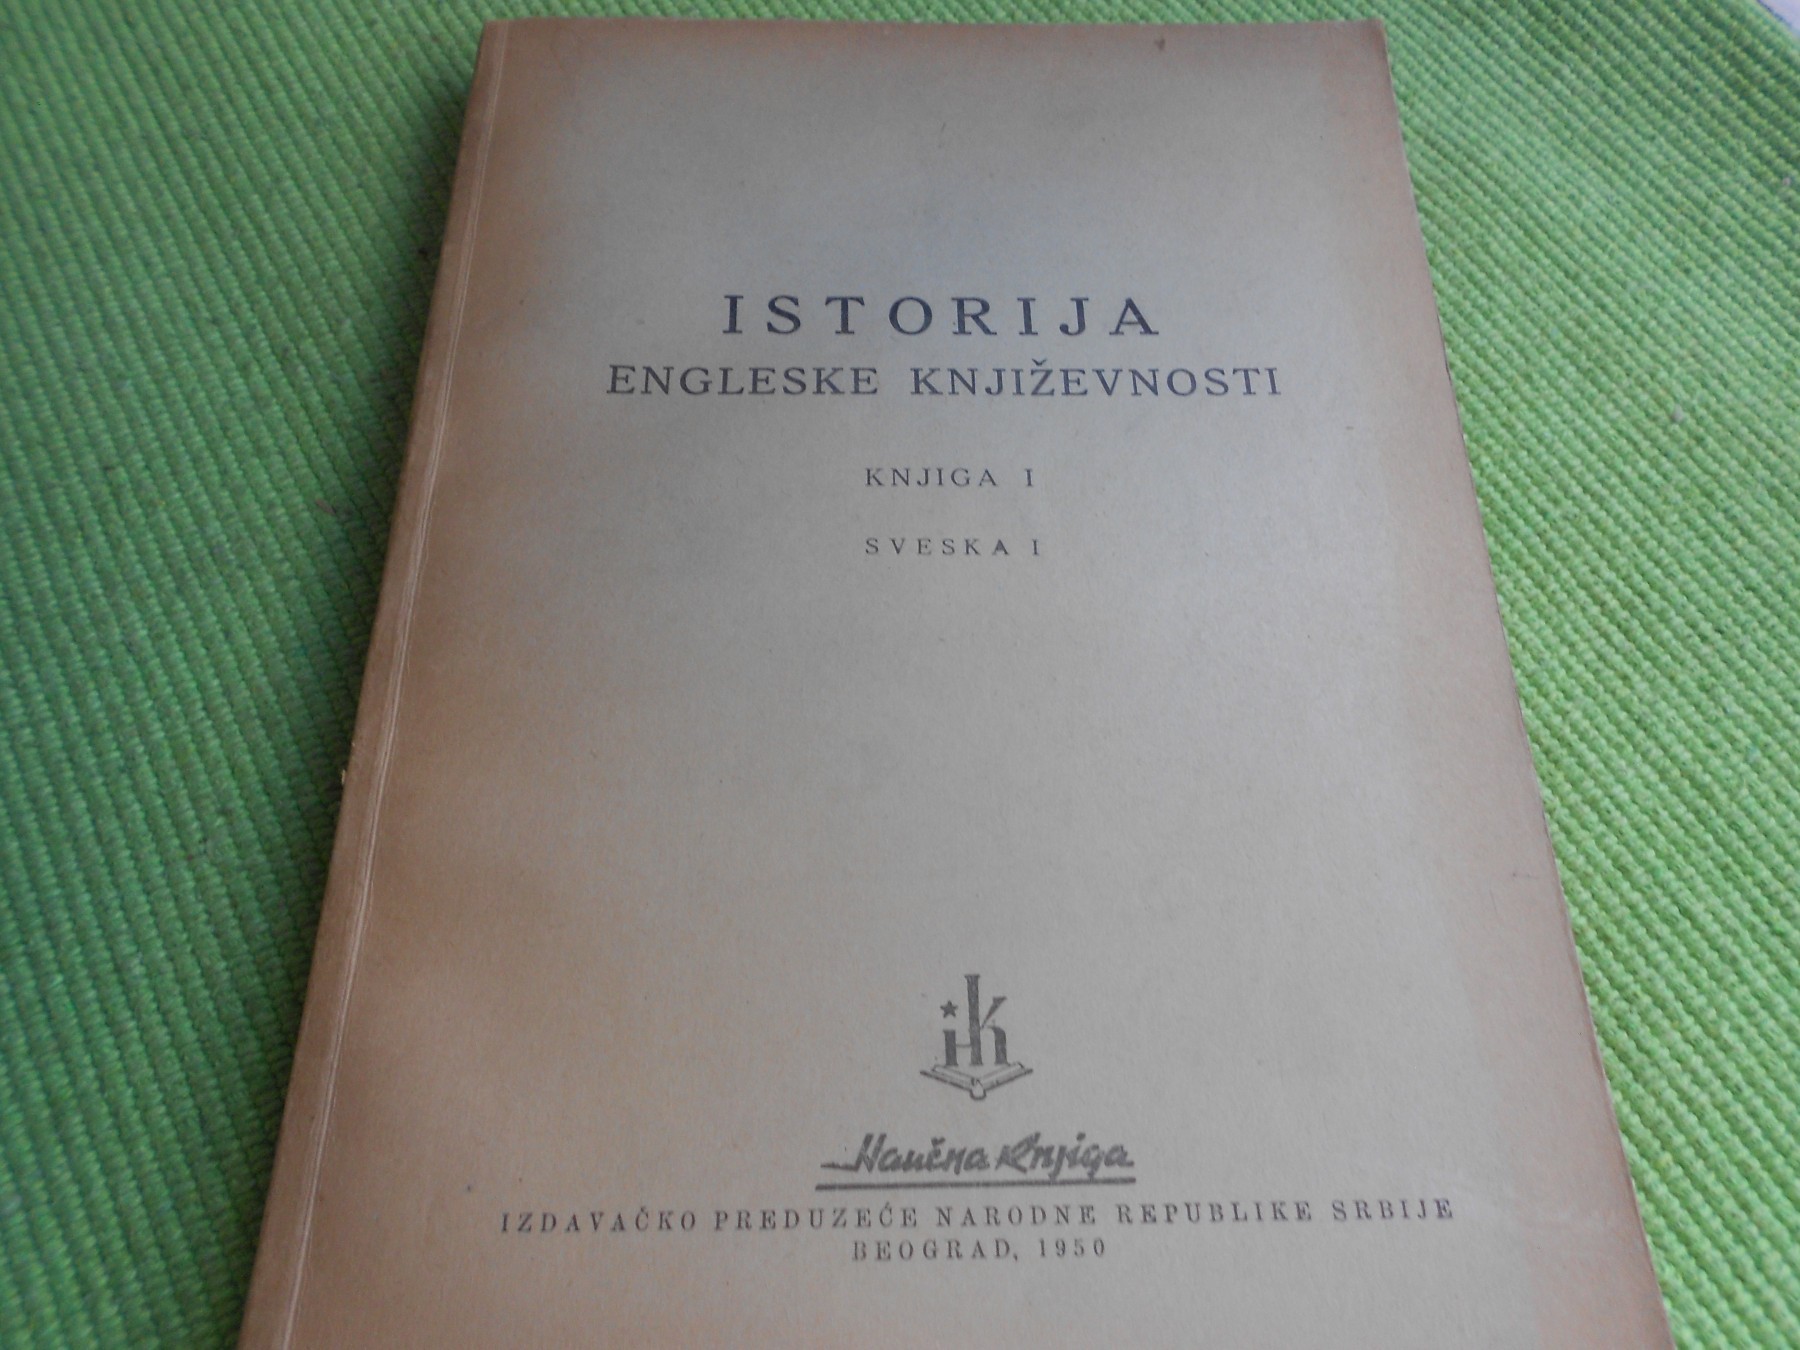 ISTORIJA
ENGLESKE KNJIŽEVNOSTI
KNJIGA I
SVESKA I
Naučna Knjiga
IZDAVAČKO PREDUZEĆE NARODNE REPUBLIKE SRBIJE
BEOGRAD, 1950